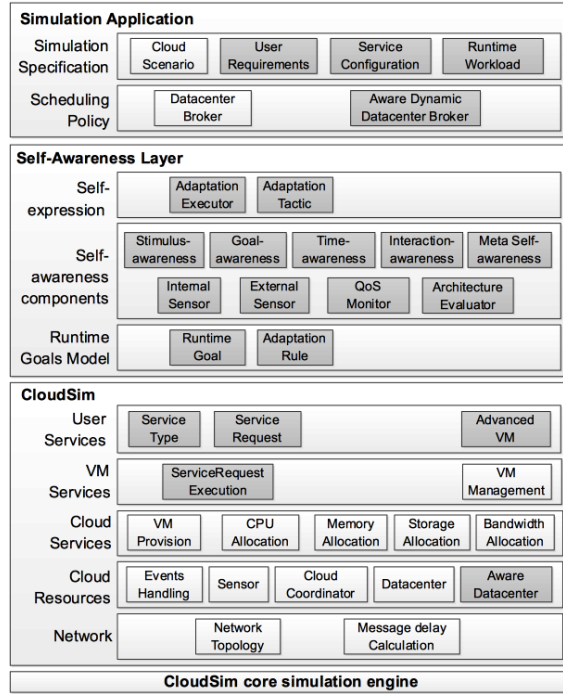 Simulation Application
Simulation
Specification
Cloud
Scenario
User
Requirements
Service
Configuration
Runtime
Workload
Scheduling
Policy
Datacenter
Broker
Aware Dynamic
Datacenter Broker
Self-Awareness Layer
Self-
expression
Adaptation
Executor
Adaptation
Tactic
Self-
awareness
components
Stimulus-
awareness
Goal-
awareness
Time-
awareness
Interaction-
awareness
Meta Self-
awareness
Internal
Sensor
External
Sensor
QoS
Monitor
Architecture
Evaluator
Runtime
Goals Model
Runtime
Goal
Adaptation
Rule
CloudSim
User
Services
Service
Type
Service
Request
Advanced
VM
VM
Services
ServiceRequest
Execution
VM
Management
Cloud
Services
VM
Provision
CPU
Allocation
Memory
Allocation
Storage
Allocation
Bandwidth
Allocation
Cloud
Resources
Events
Handling
Sensor
Cloud
Coordinator
Datacenter
Aware
Datacenter
Network
Network
Topology
Message delay
Calculation
CloudSim core simulation engine